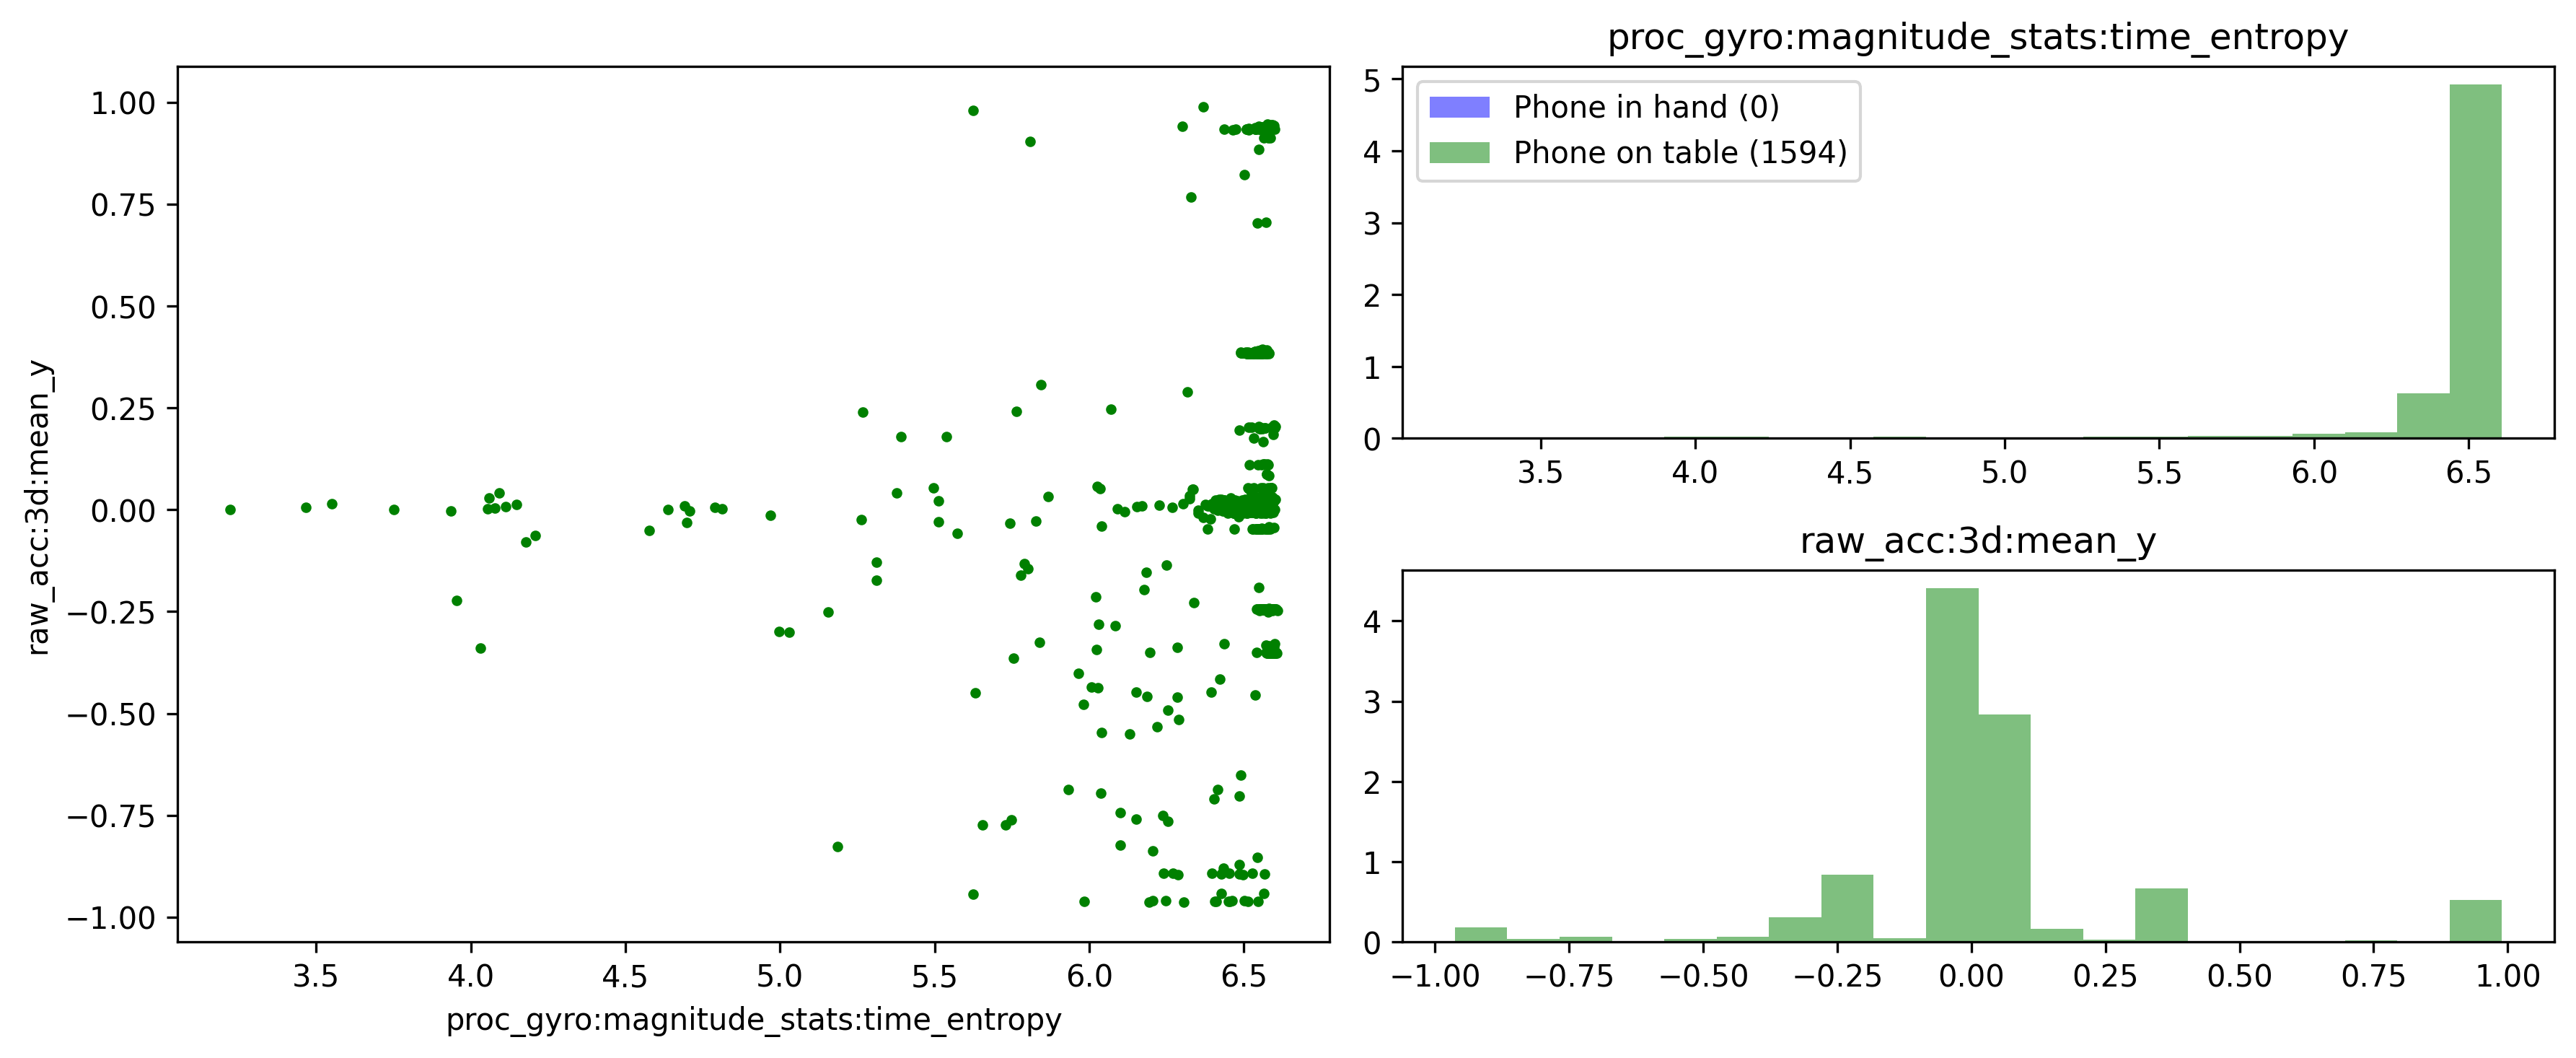 1.00
0.75
0.50
0.25
0.00
−0.25
−0.50
−0.75
−1.00
raw_acc:3d:mean_y
3.5 4.0 4.5 5.0 5.5 6.0 6.5
proc_gyro:magnitude_stats:time_entropy
proc_gyro:magnitude_stats:time_entropy
5
4
3
2
1
0
Phone in hand (0)
Phone on table (1594)
3.5 4.0 4.5 5.0 5.5 6.0 6.5
raw_acc:3d:mean_y
4
3
2
1
0
−1.00 −0.75 −0.50 −0.25 0.00 0.25 0.50 0.75 1.00